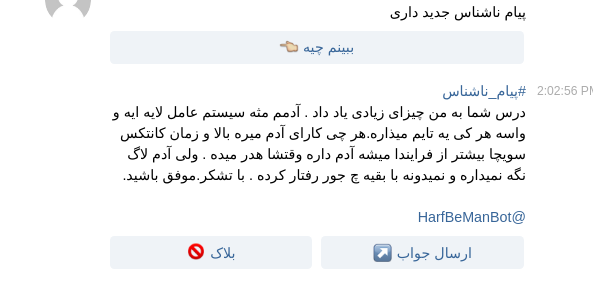 پیام ناشناس جدید داری
ببینم چیه 👈🏼
#پیام_ناشناس
2:02:56 PM
درس شما به من چیزای زیادی یاد داد . آدمم مثه سیستم عامل لایه ایه و
واسه هر کی یه تایم میذاره.هر چی کارای آدم میره بالا و زمان کانتکس
سویچا بیشتر از فرایندا میشه آدم داره وقتشا هدر میده . ولی آدم لاگ
نگه نمیداره و نمیدونه با بقیه چ جور رفتار کرده . با تشکر.موفق باشید.
@HarfBeManBot
ارسال جواب ↗️
بلاک 🚫